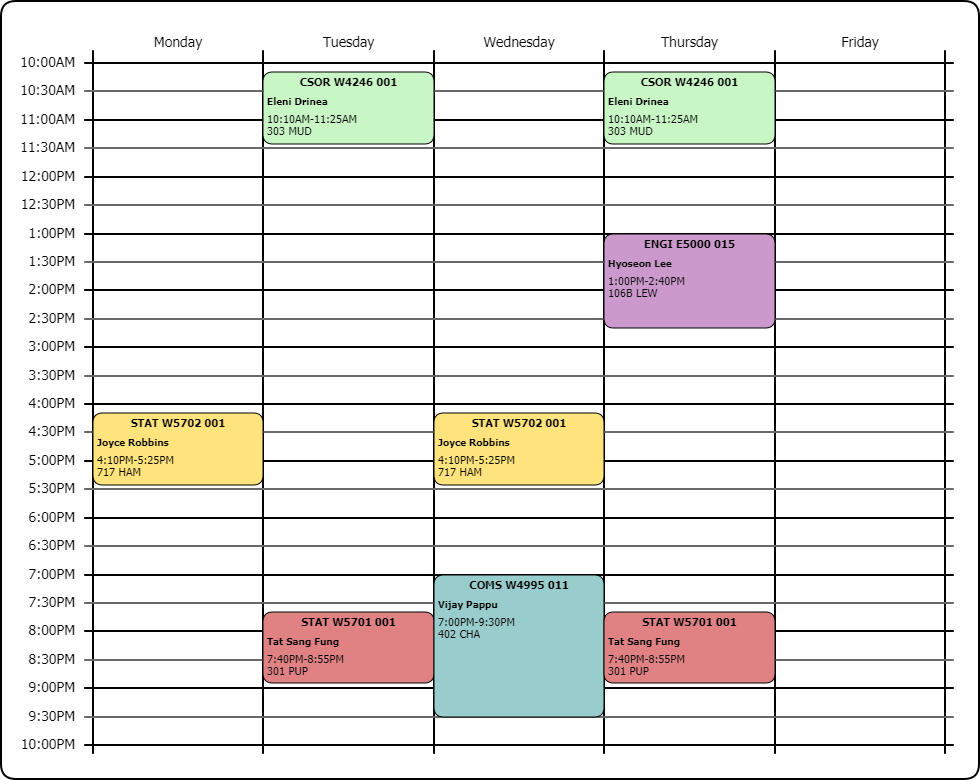 Monday Tuesday Wednesday Thursday Friday
10:00AM
CSOR W4246 001 CSOR W4246 001
10:30AM
Eleni Drinea Eleni Drinea
11:00AM 10:10AM-11:25AM 10:10AM-11:25AM
303 MUD 303 MUD
11:30AM
12:00PM
12:30PM
1:00PM
ENGI E5000 015
1:30PM Hyoseon Lee
1:00PM-2:40PM
2:00PM 106B LEW
2:30PM
3:00PM
3:30PM
4:00PM
STAT W5702 001 STAT W5702 001
4:30PM
Joyce Robbins Joyce Robbins
5:00PM 4:10PM-5:25PM 4:10PM-5:25PM
717 HAM 717 HAM
5:30PM
6:00PM
6:30PM
7:00PM
COMS W4995 011
7:30PM Vijay Pappu
STAT W5701 001 7:00PM-9:30PM STAT W5701 001
8:00PM 402 CHA
Tat Sang Fung Tat Sang Fung
8:30PM 7:40PM-8:55PM 7:40PM-8:55PM
301 PUP 301 PUP
9:00PM
9:30PM
10:00PM